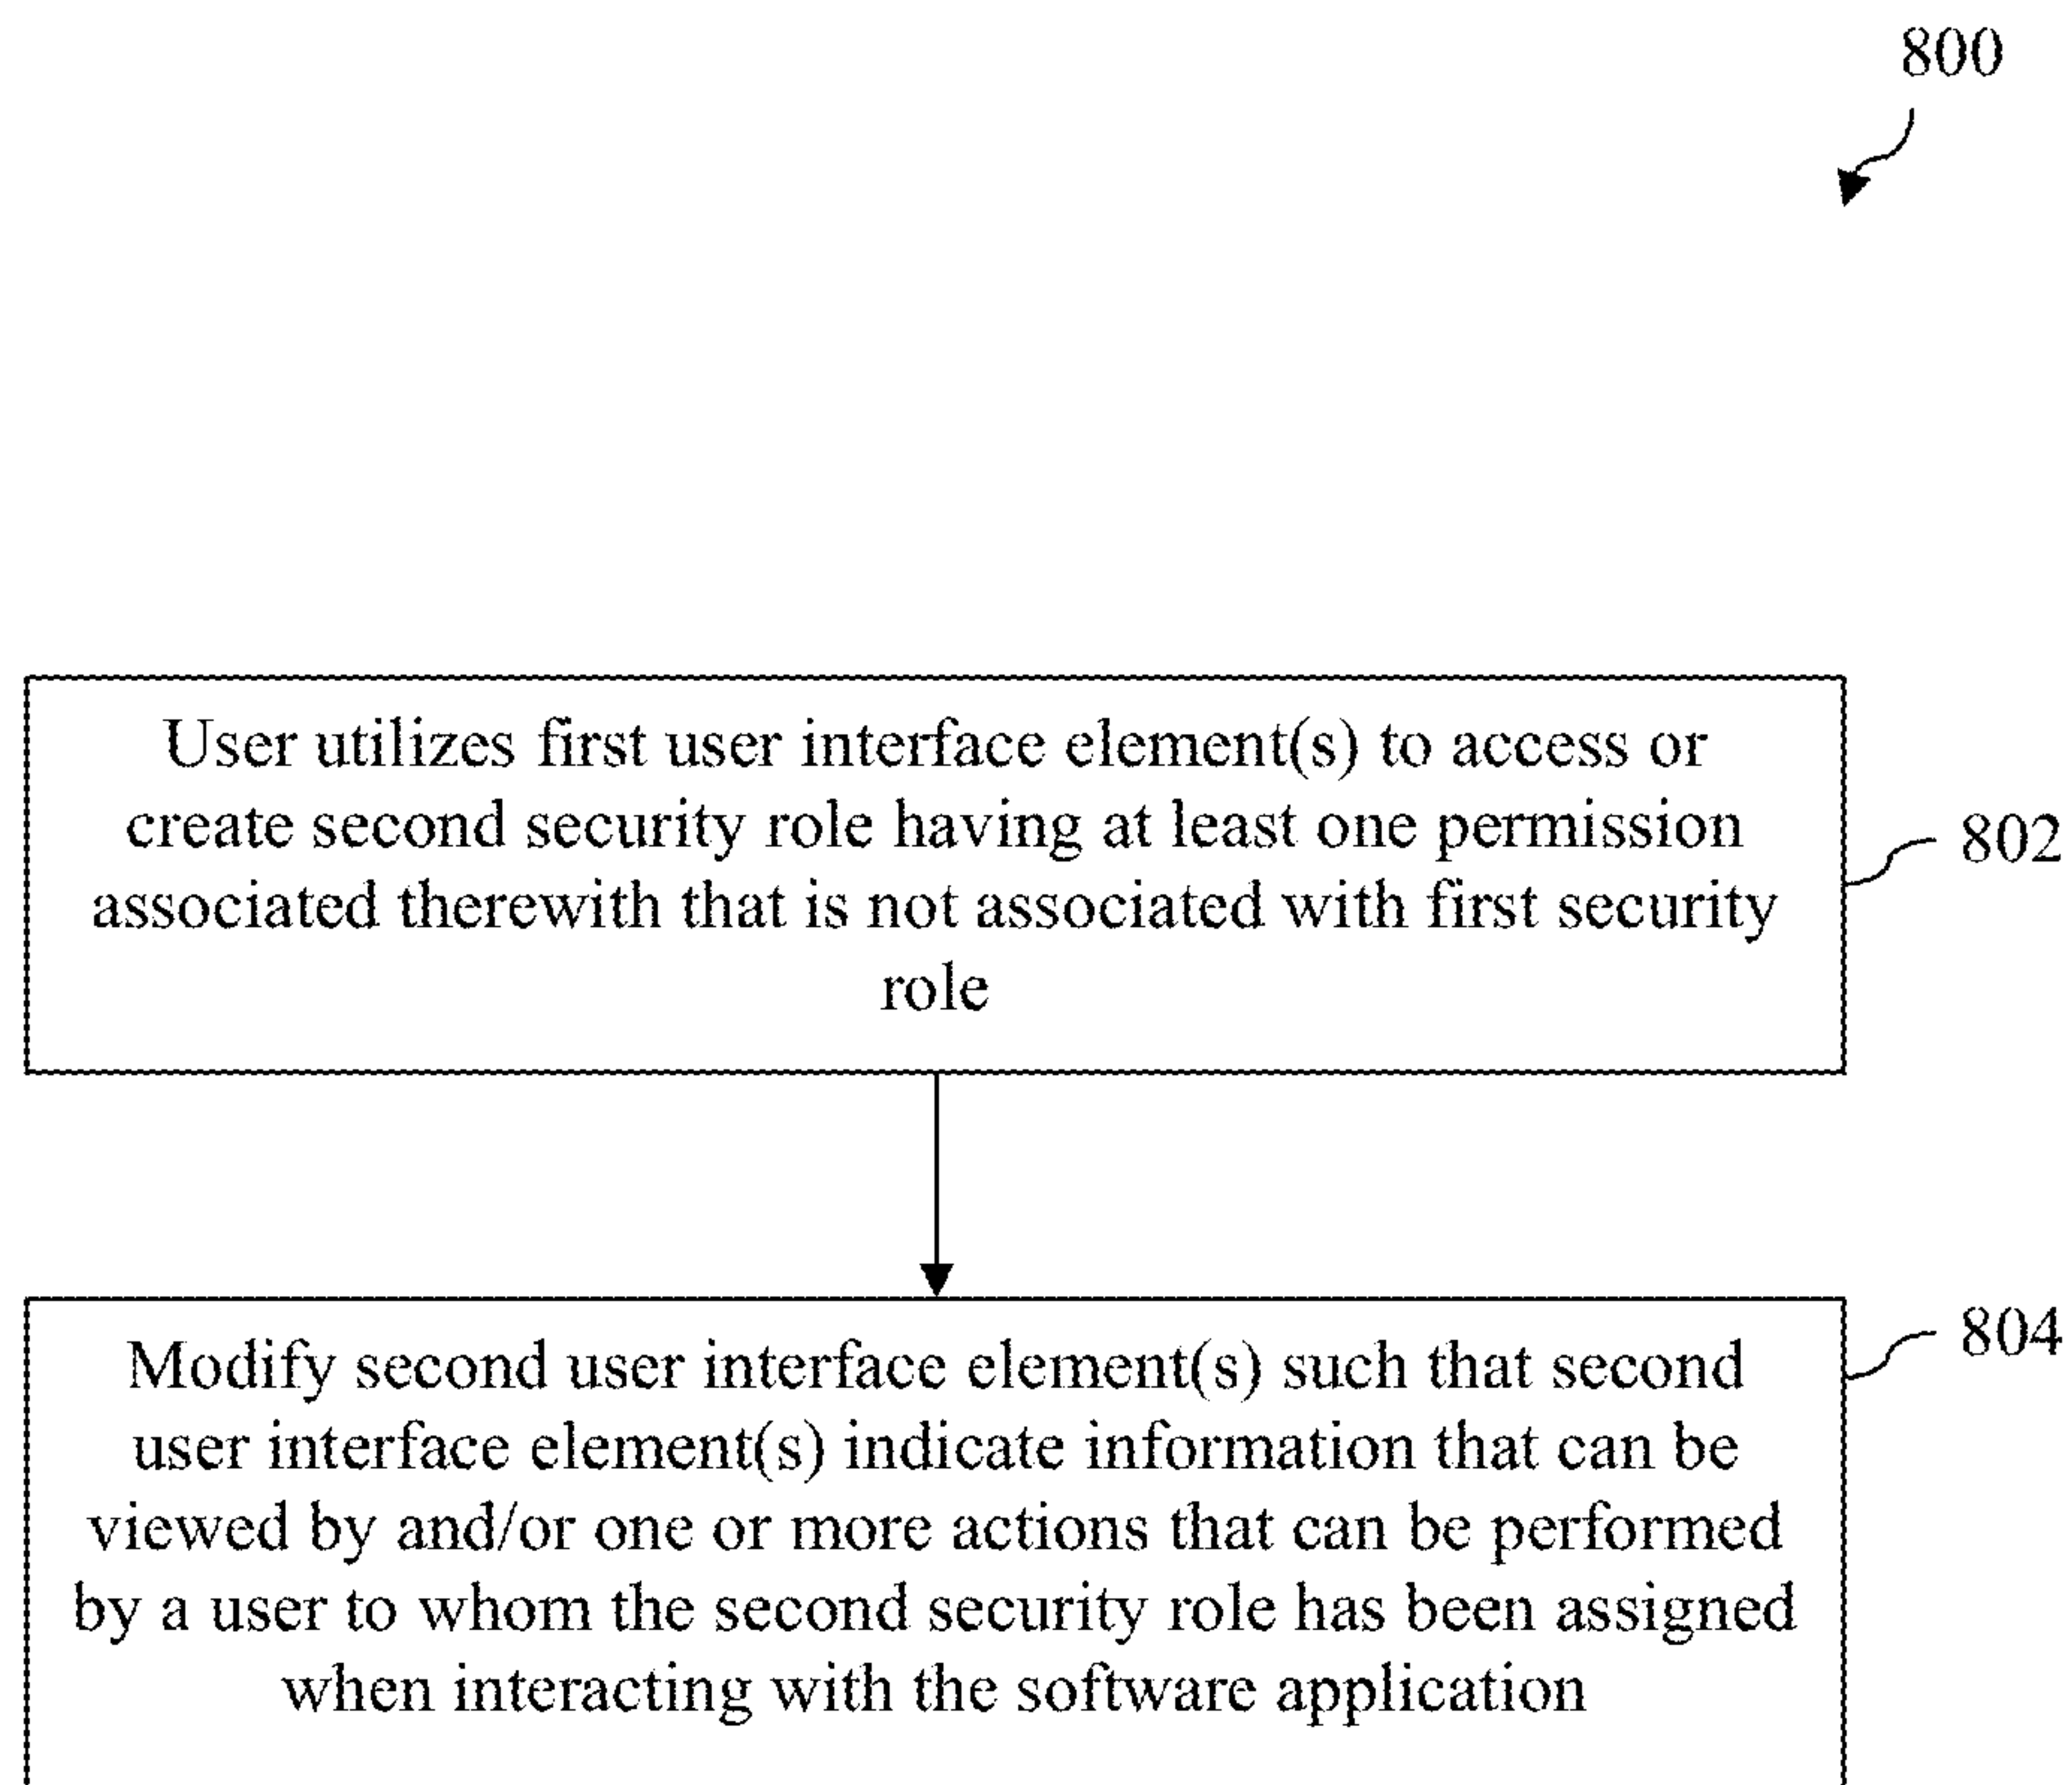 800
User utilizes first user interface element(s) to access or
create second security role having at least one permission
associated therewith that is not associated with first security
role
802
Modify second user interface element(s) such that second
user interface element(s) indicate information that can be
viewed by and/or one or more actions that can be performed
by a user to whom the second security role has been assigned
when interacting with the software application
804